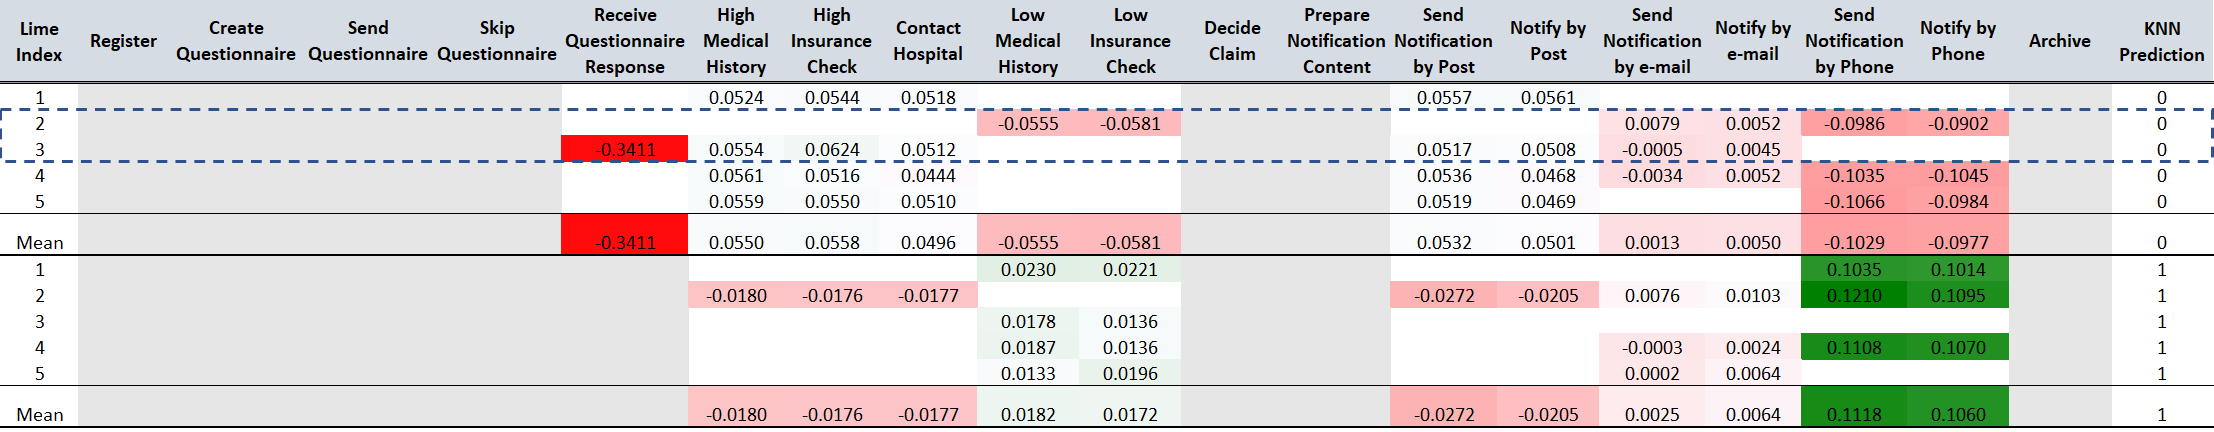 Lime Index Register Create Questionnaire Send Questionnaire Skip Questionnaire Receive Questionnaire Response High Medical History High Insurance Check Contact Hospital Low Medical History Low Insurance Check Decide Claim Prepare Notification Content Send Notification by Post Notify by Post Send Notification by e-mail Notify by e-mail Send Notification by Phone Notify by Phone Archive KNN Prediction
1 0.0524 0.0544 0.0518 0.0557 0.0561 0
2 -0.0555 -0.0581 0.0079 0.0052 -0.0986 -0.0902 0
3 -0.3411 0.0554 0.0624 0.0512 0.0517 0.0508 -0.0005 0.0045 0
4 0.0561 0.0516 0.0444 0.0536 0.0468 -0.0034 0.0052 -0.1035 -0.1045 0
5 0.0559 0.0550 0.0510 0.0519 0.0469 -0.1066 -0.0984 0
Mean -0.3411 0.0550 0.0558 0.0496 -0.0555 -0.0581 0.0532 0.0501 0.0013 0.0050 -0.1029 -0.0977 0
1 0.0230 0.0221 0.1035 0.1014 1
2 -0.0180 -0.0176 -0.0177 -0.0272 -0.0205 0.0076 0.0103 0.1210 0.1095 1
3 0.0178 0.0136 1
4 0.0187 0.0136 -0.0003 0.0024 0.1108 0.1070 1
5 0.0133 0.0196 0.0002 0.0064 1
Mean -0.0180 -0.0176 -0.0177 0.0182 0.0172 -0.0272 -0.0205 0.0025 0.0064 0.1118 0.1060 1